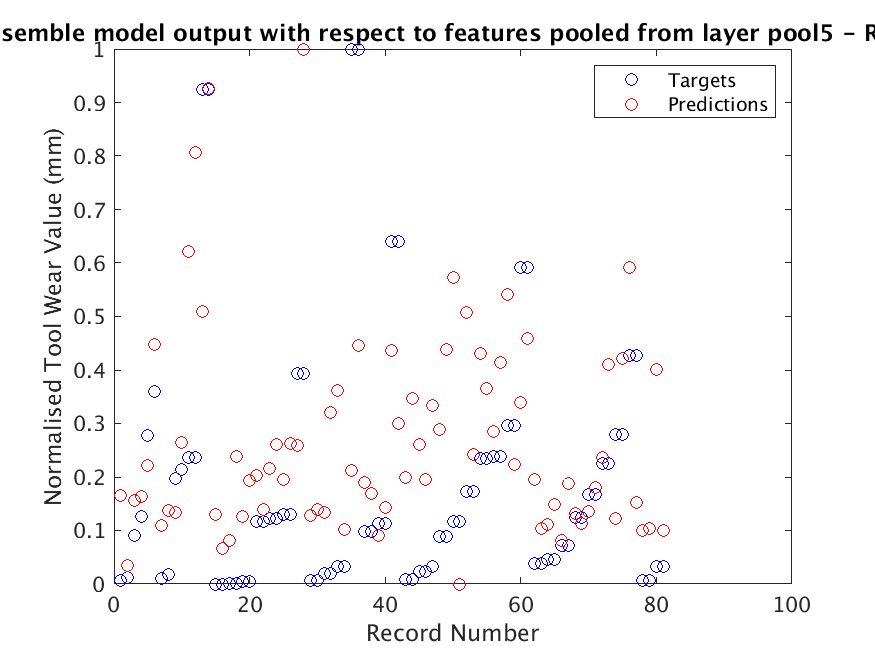 semble model output with respect to features pooled from layer pool5 - R
1
0.9
0.8
0.7
0.6
0.5
0.4
0.3
0.2
0.1
0
Normalised Tool Wear Value (mm)
Targets
Predictions
0 20 40 60 80 100
Record Number